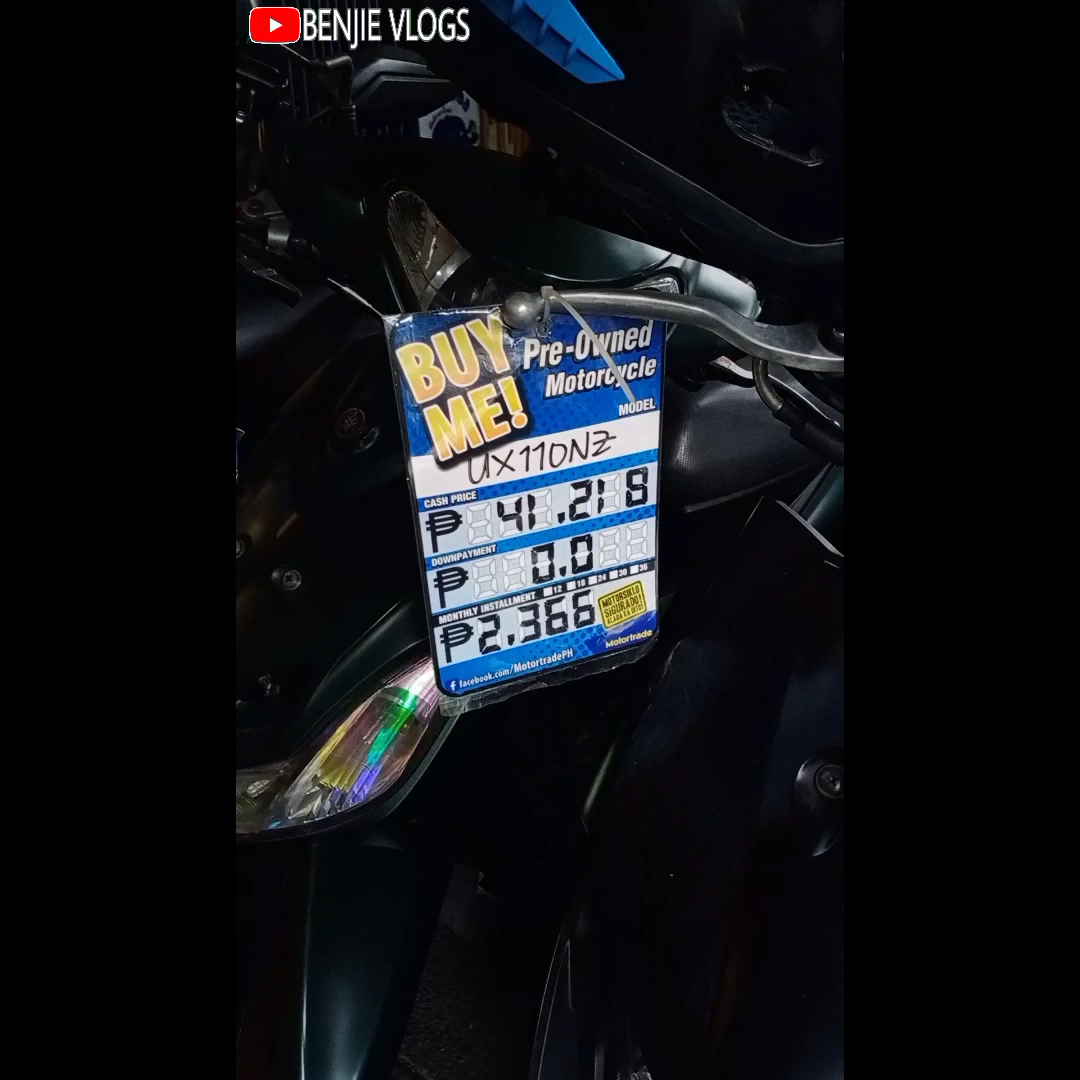 BENJIE VLOGS
BUY ME!
Pre-Owned
Motorcycle
MODEL
UX110NZ
CASH PRICE
₱ 41,218
DOWNPAYMENT
₱ 0.0
MONTHLY INSTALLMENT 12 18 24 30 36
₱2,366
MOTORSIKLO
SIGURADO!
Motortrade
facebook.com/MotortradePH